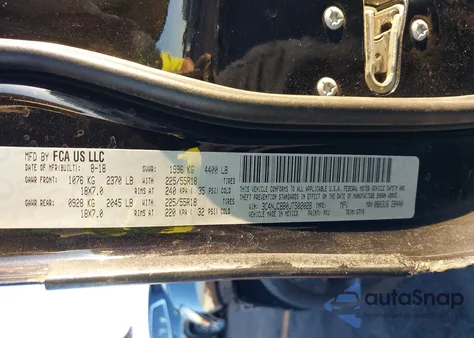 MFD BY FCA US LLC
DATE OF MFR(BUILT): 8-18 GVWR: 1996 KG 4400 LB
GAWR FRONT: 1076 KG 2370 LB 225/55R18 TIRES
18X7.0 RIMS AT 240 KPA ( 35 PSI) COLD
GAWR REAR: 0928 KG 2045 LB 225/55R18 TIRES
18X7.0 RIMS AT 220 KPA ( 32 PSI) COLD
THIS VEHICLE CONFORMS TO ALL APPLICABLE U.S.A. FEDERAL MOTOR VEHICLE SAFETY AND
THEFT PREVENTION STANDARDS IN EFFECT ON THE DATE OF MANUFACTURE SHOWN ABOVE.
MADE IN MEXICO
TYPE: MPV
autoSnap